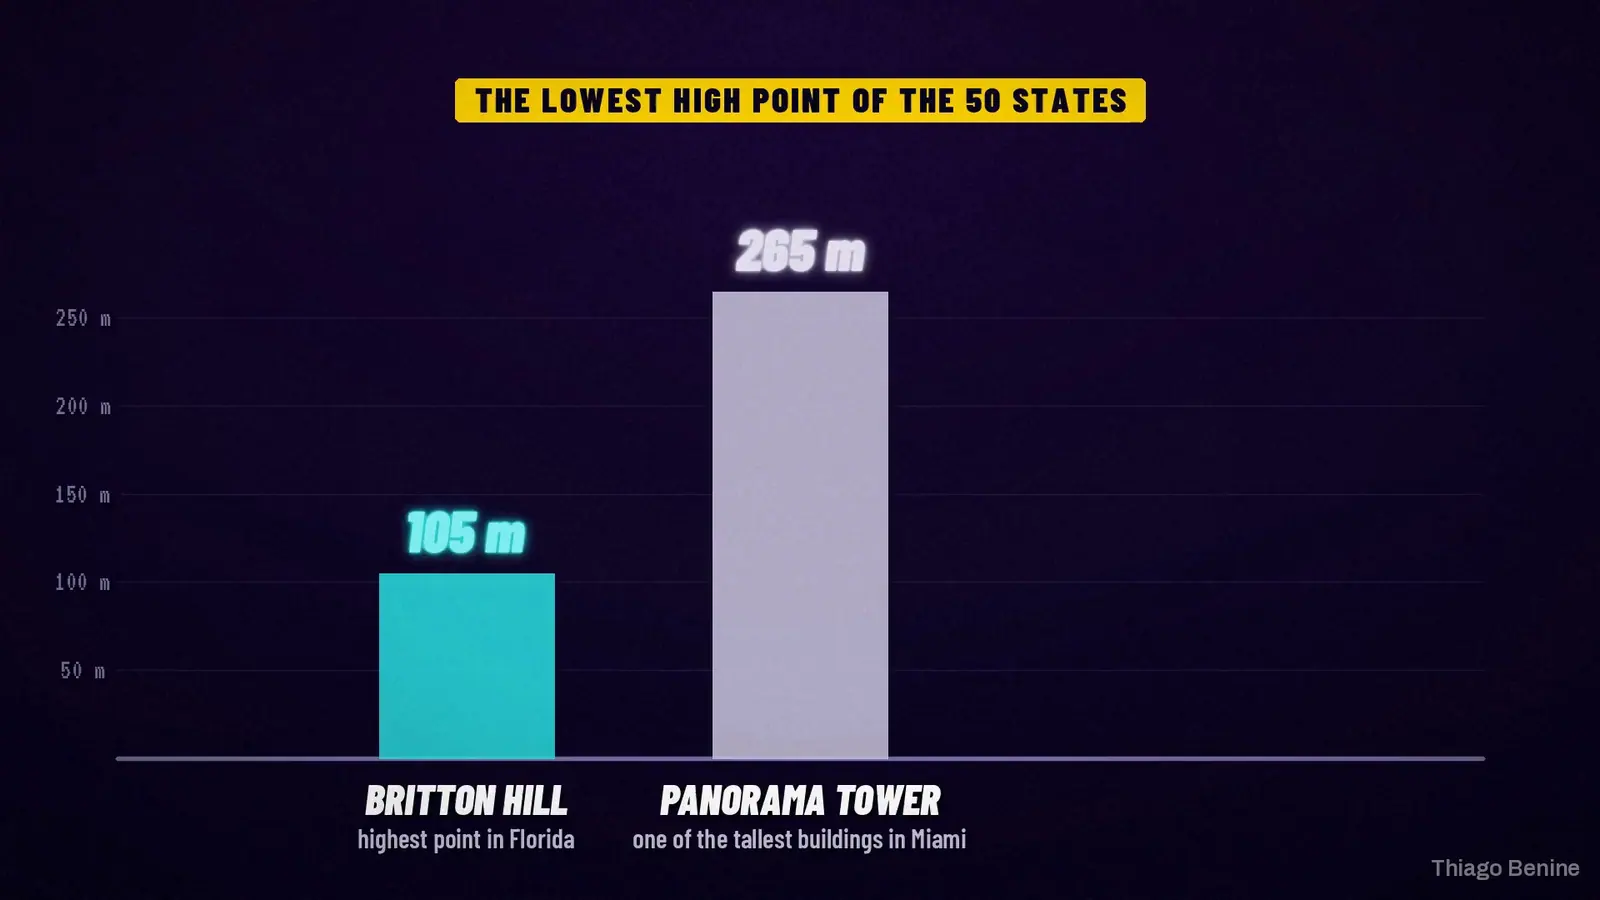 THE LOWEST HIGH POINT OF THE 50 STATES
265 m
250 m
200 m
150 m
105 m
100 m
50 m
BRITTON HILL
highest point in Florida
PANORAMA TOWER
one of the tallest buildings in Miami
Thiago Benine